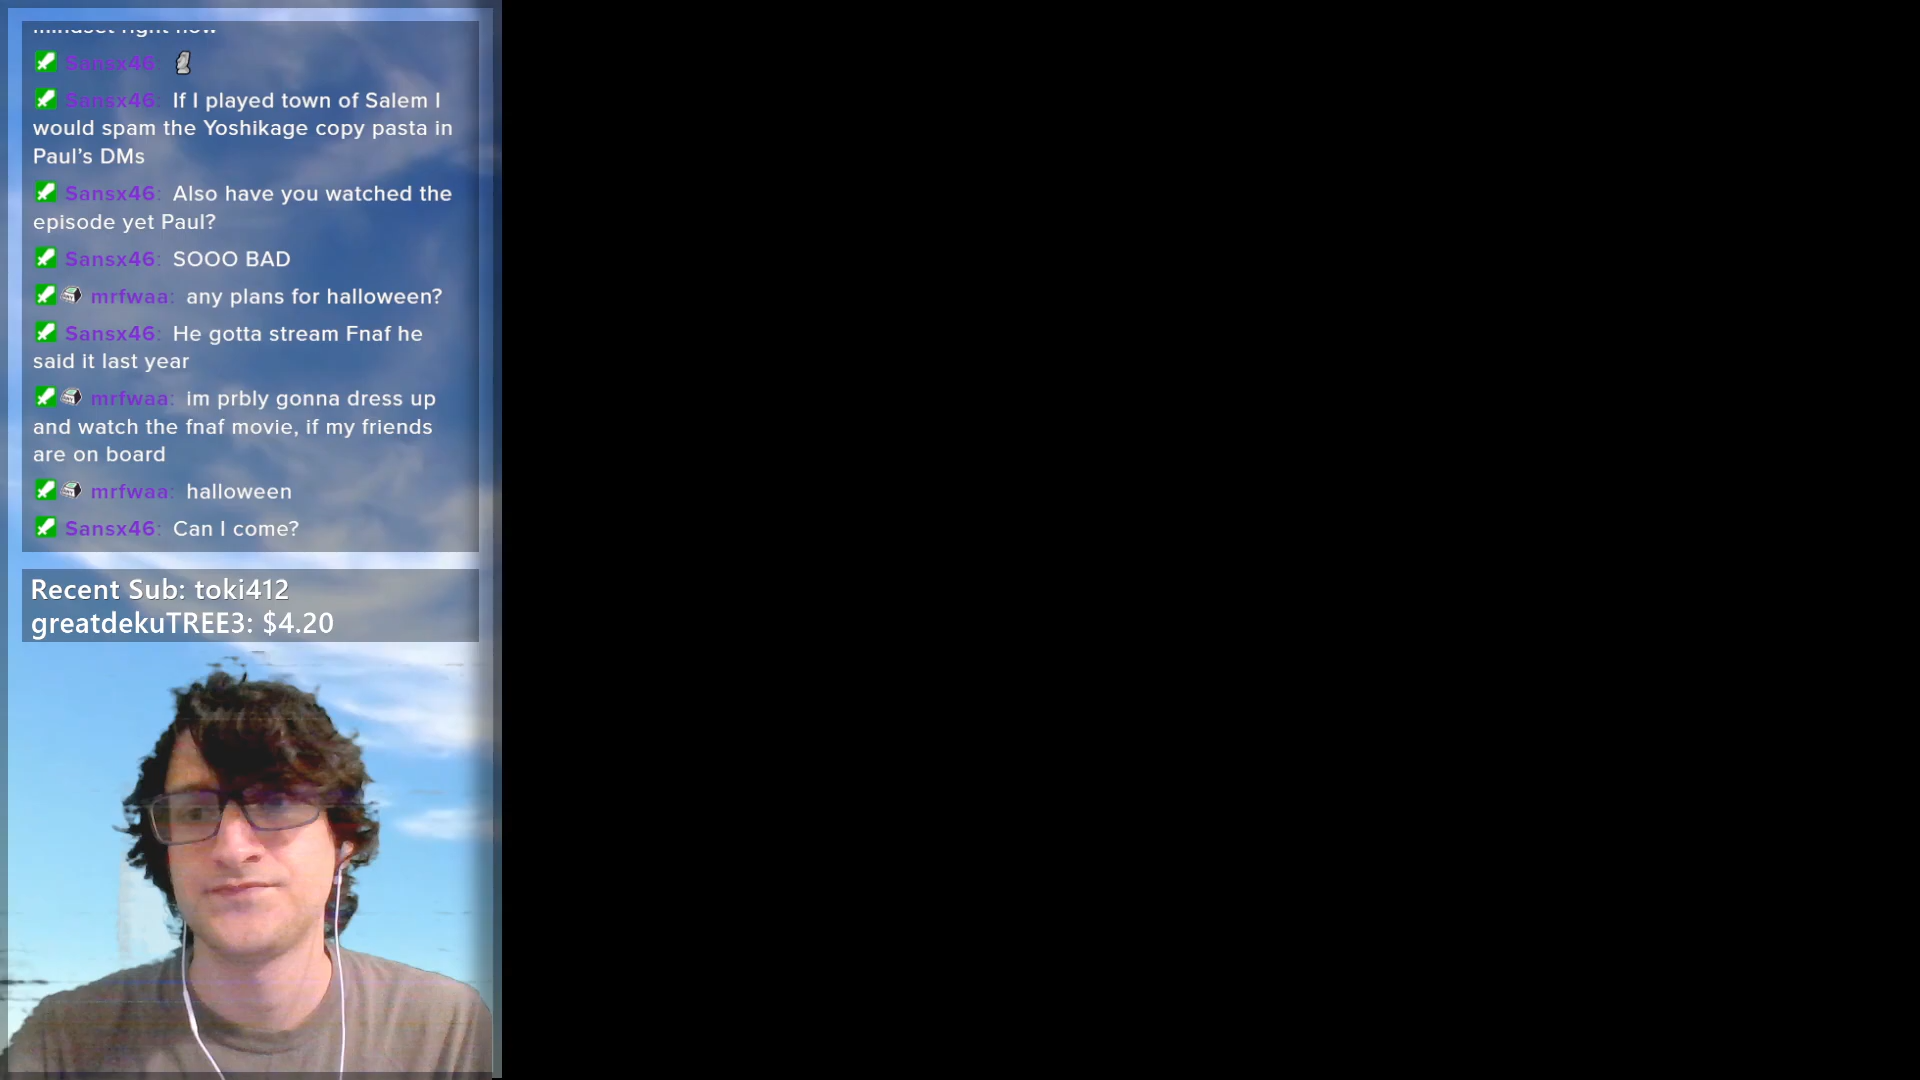 mindset right now
Sansx46:
Sansx46: If I played town of Salem I
would spam the Yoshikage copy pasta in
Paul's DMs
Sansx46: Also have you watched the
episode yet Paul?
Sansx46: SOOO BAD
mrfwaa: any plans for halloween?
Sansx46: He gotta stream Fnaf he
said it last year
mrfwaa: im prbly gonna dress up
and watch the fnaf movie, if my friends
are on board
mrfwaa: halloween
Sansx46: Can I come?
Recent Sub: toki412
greatdekuTREE3: $4.20